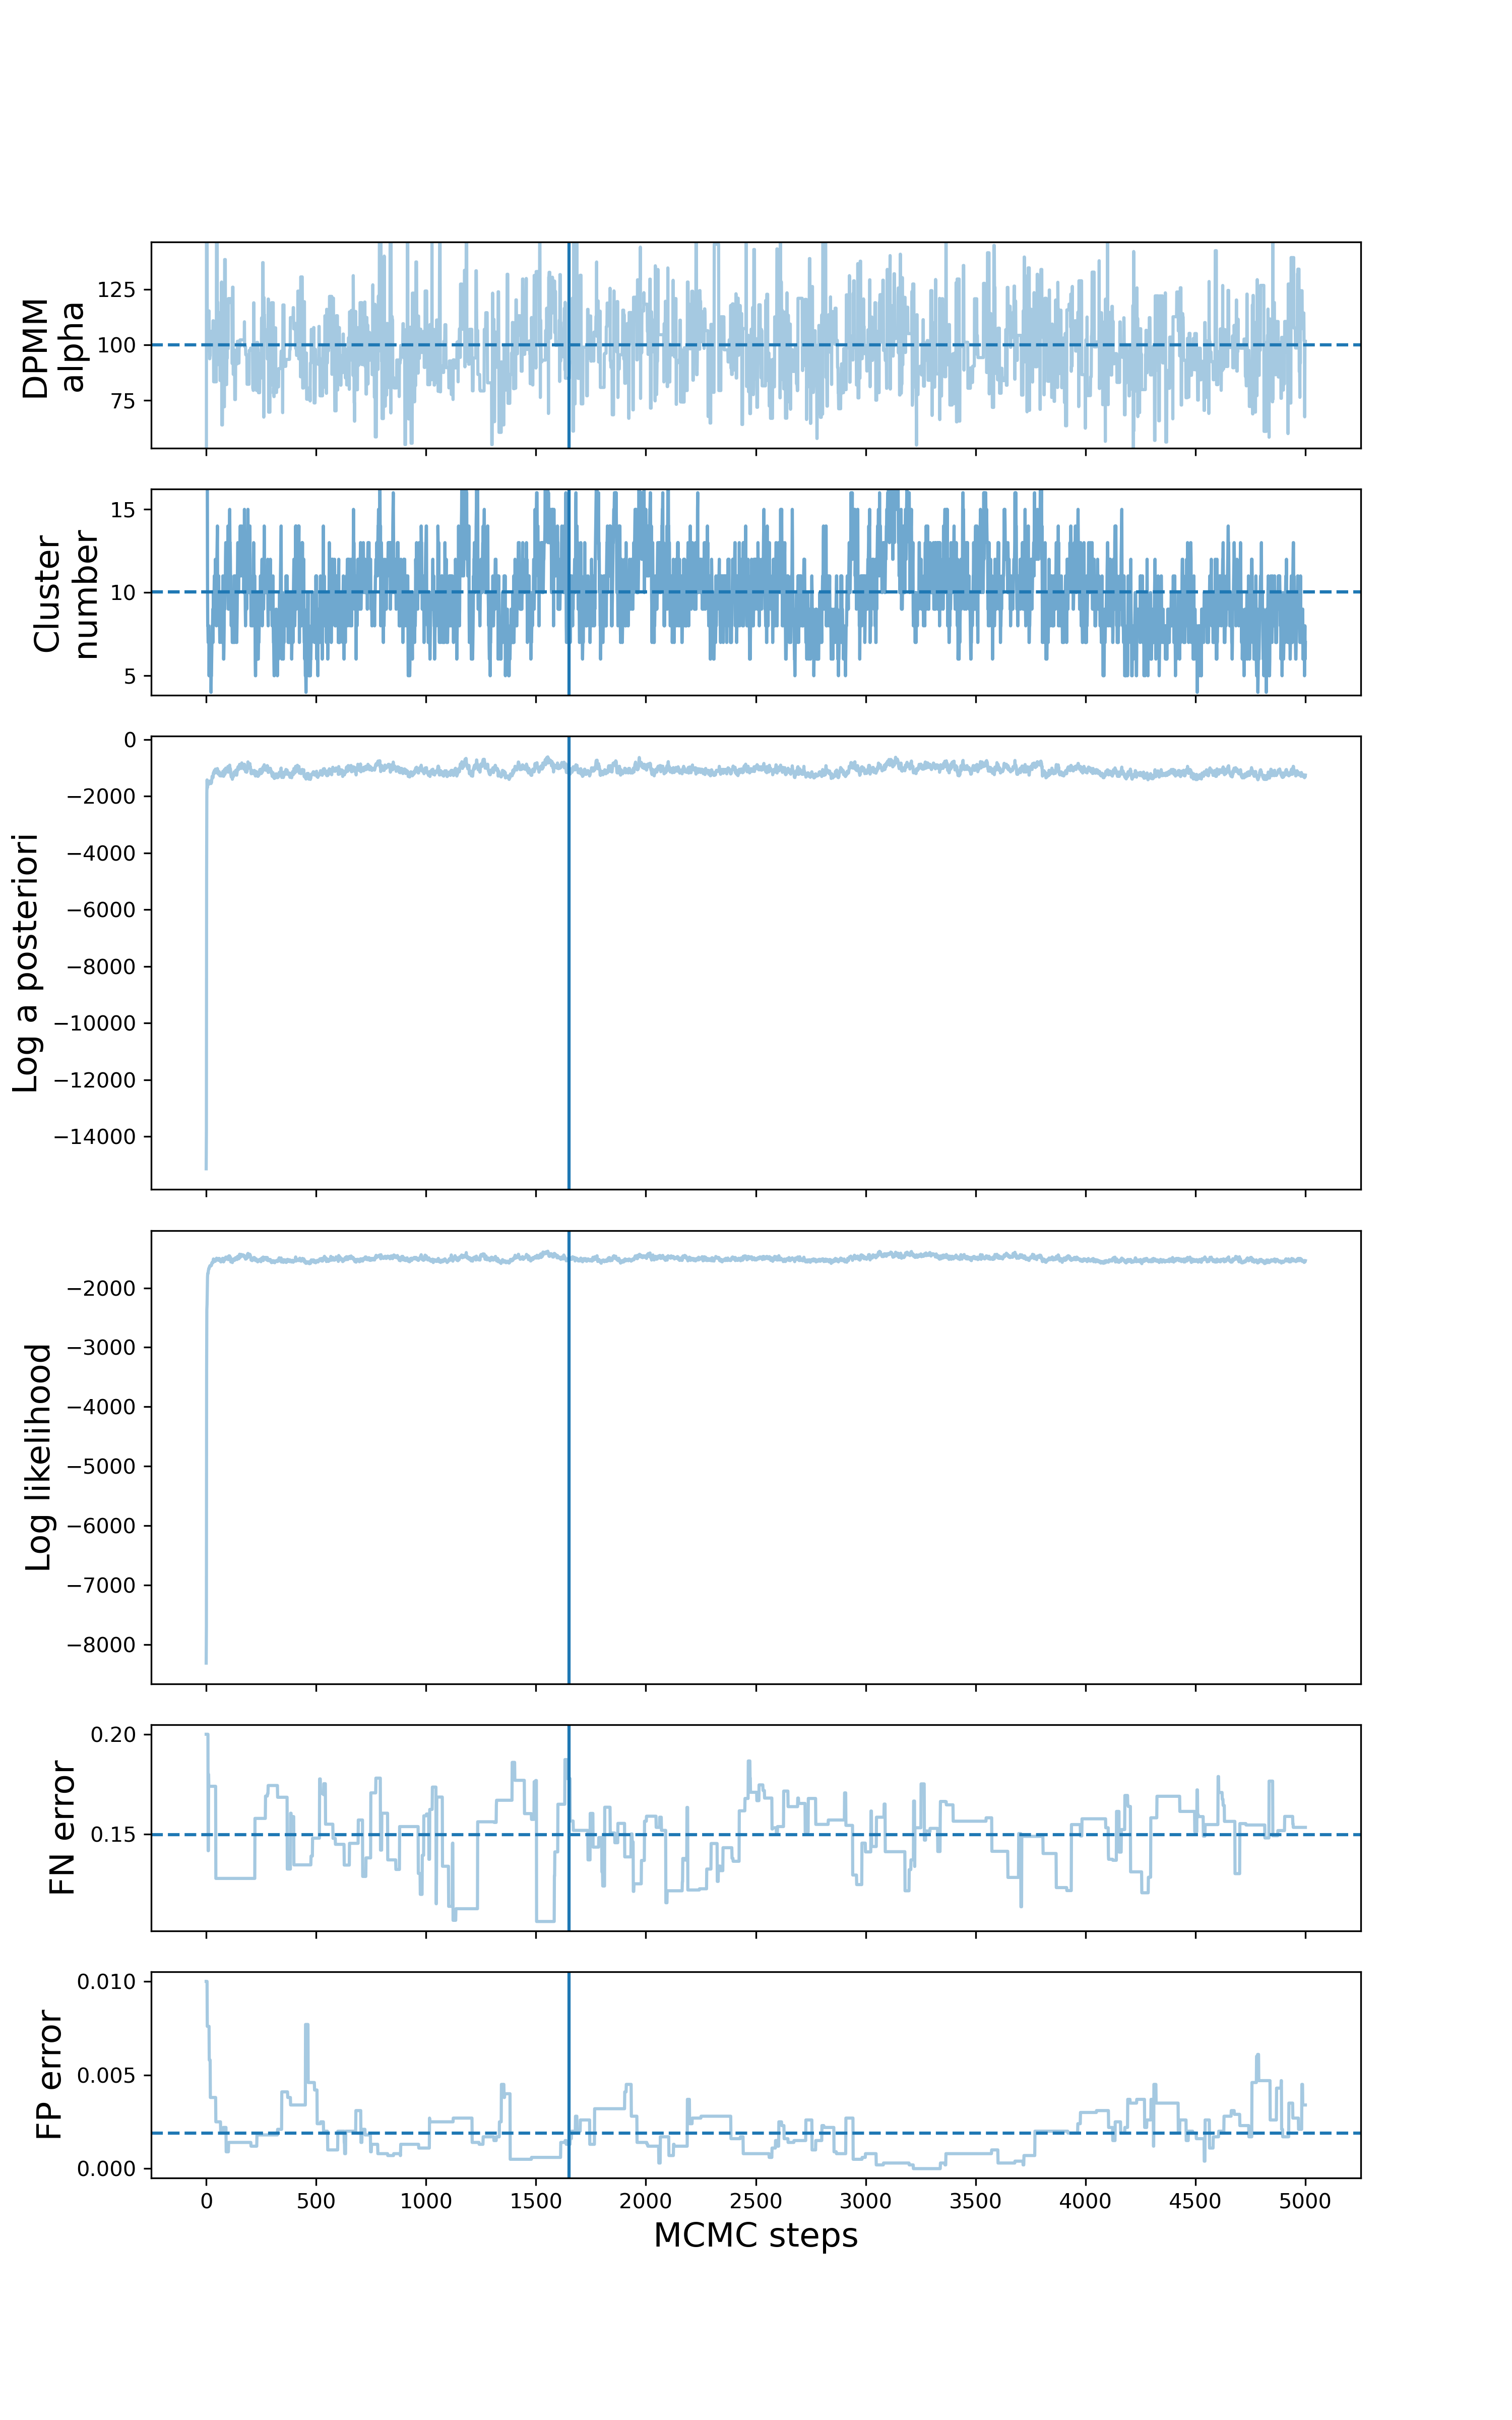 DPMM
alpha
125
100
75
Cluster
number
15
10
5
Log a posteriori
0
−2000
−4000
−6000
−8000
−10000
−12000
−14000
Log likelihood
−2000
−3000
−4000
−5000
−6000
−7000
−8000
FN error
0.20
0.15
FP error
0.010
0.005
0.000
0 500 1000 1500 2000 2500 3000 3500 4000 4500 5000
MCMC steps